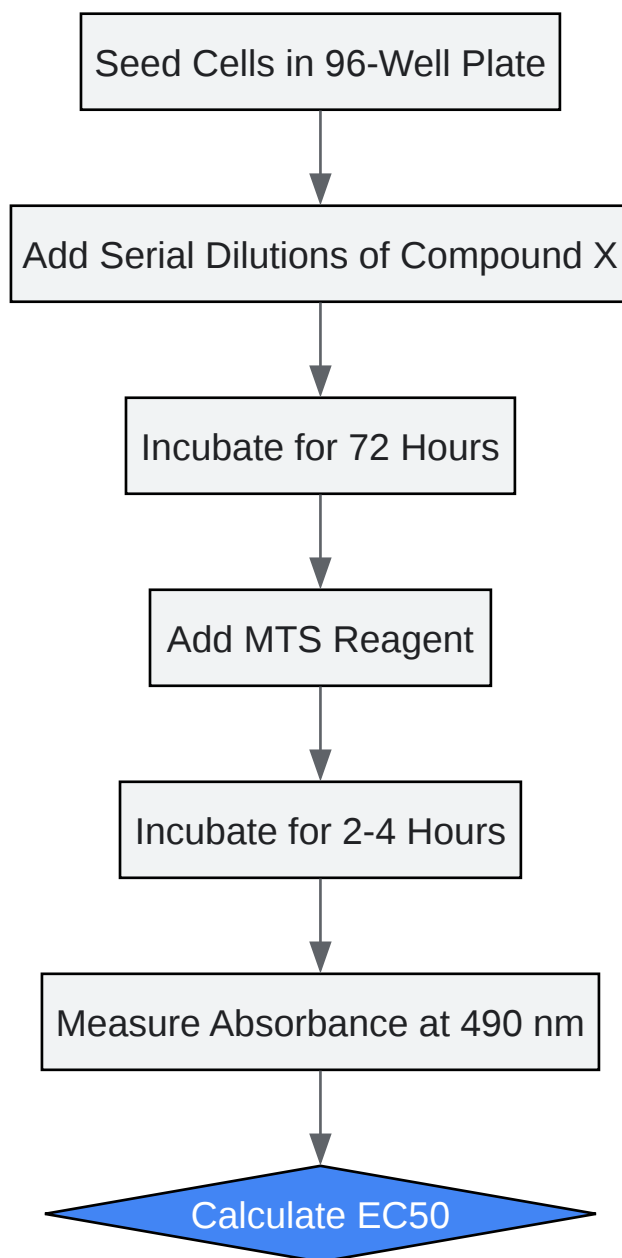 Seed Cells in 96-Well Plate
Add Serial Dilutions of Compound X
Incubate for 72 Hours
Add MTS Reagent
Incubate for 2-4 Hours
Measure Absorbance at 490 nm
Calculate EC50